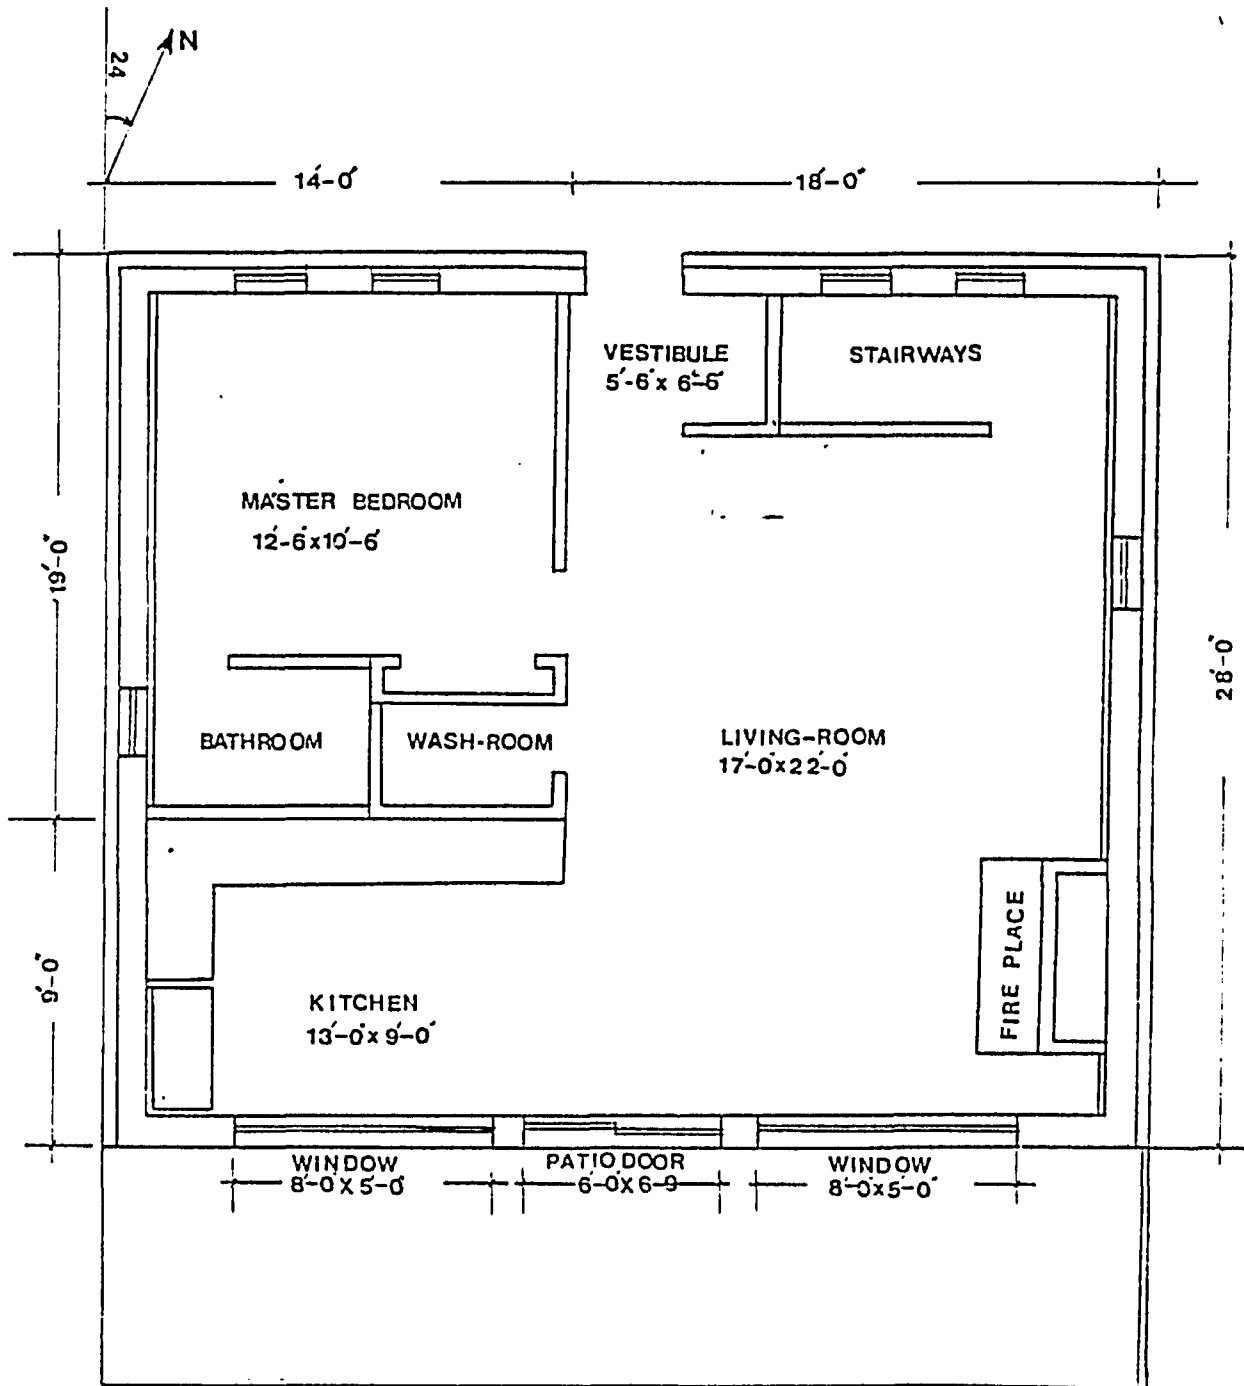 N
24
14'-0"
18'-0"
VESTIBULE
5'-6" x 6'-6"
STAIRWAYS
MASTER BEDROOM
12'-6"x10'-6"
19'-0"
28'-0"
BATHROOM
WASH-ROOM
LIVING-ROOM
17'-0"x22'-0"
9'-0"
FIRE PLACE
KITCHEN
13'-0"x 9'-0"
WINDOW
8'-0"X 5'-0"
PATIO DOOR
6'-0"X 6-9
WINDOW
8'-0"x5'-0"